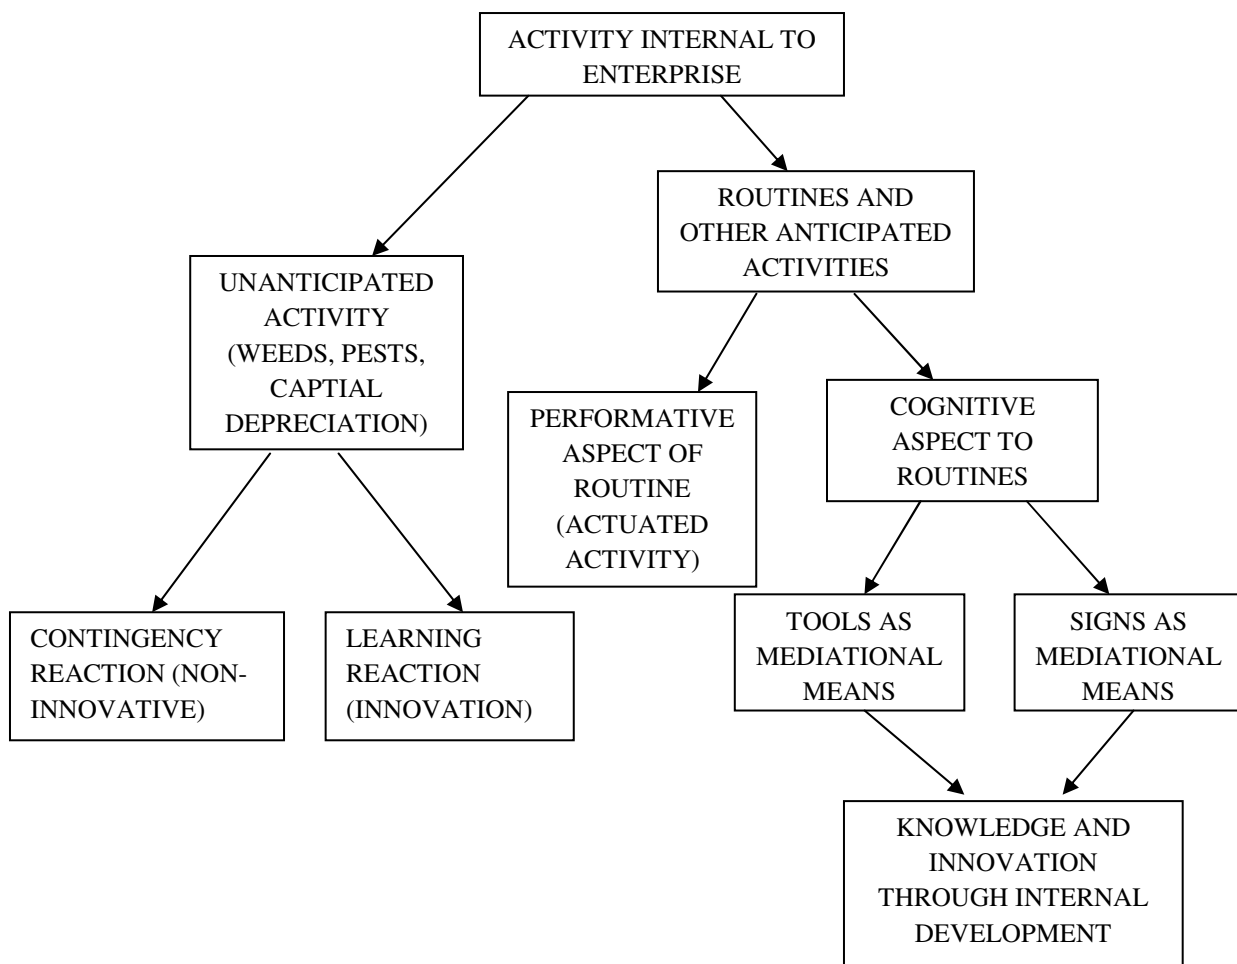 ACTIVITY INTERNAL TO
ENTERPRISE
ROUTINES AND
OTHER ANTICIPATED
ACTIVITIES
UNANTICIPATED
ACTIVITY
(WEEDS, PESTS,
CAPTIAL
DEPRECIATION)
PERFORMATIVE
ASPECT OF
ROUTINE
(ACTUATED
ACTIVITY)
COGNITIVE
ASPECT TO
ROUTINES
CONTINGENCY
REACTION (NON-
INNOVATIVE)
LEARNING
REACTION
(INNOVATION)
TOOLS AS
MEDIATIONAL
MEANS
SIGNS AS
MEDIATIONAL
MEANS
KNOWLEDGE AND
INNOVATION
THROUGH INTERNAL
DEVELOPMENT